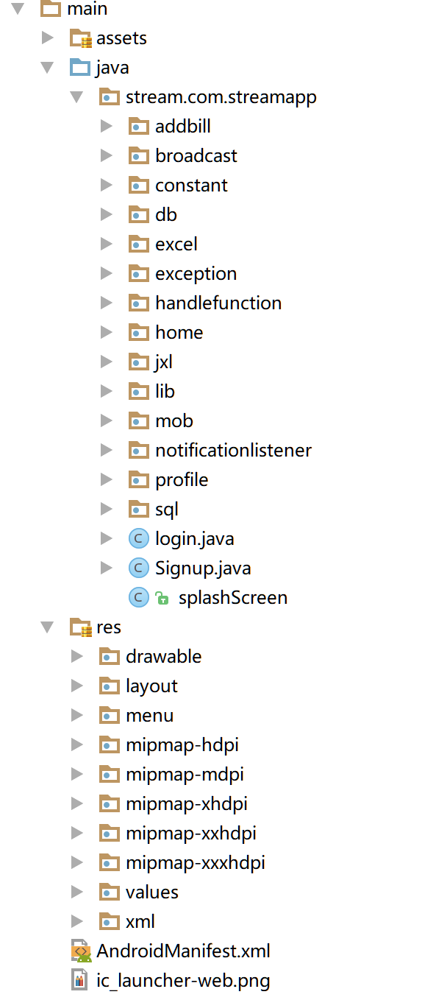 main
assets
java
stream.com.streamapp
addbill
broadcast
constant
db
excel
exception
handlefunction
home
jxl
lib
mob
notificationlistener
profile
sql
C login.java
C Signup.java
C splashScreen
res
drawable
layout
menu
mipmap-hdpi
mipmap-mdpi
mipmap-xhdpi
mipmap-xxhdpi
mipmap-xxxhdpi
values
xml
AndroidManifest.xml
ic_launcher-web.png